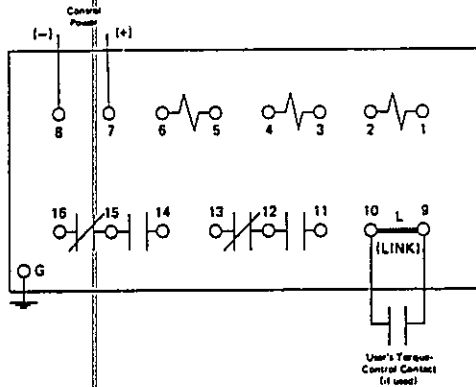 Control
Power
(-) (+)
8 7 6 5 4 3 2 1
16 15 14 13 12 11 10 L 9
(LINK)
G
User's Torque-
Control Contact
(if used)